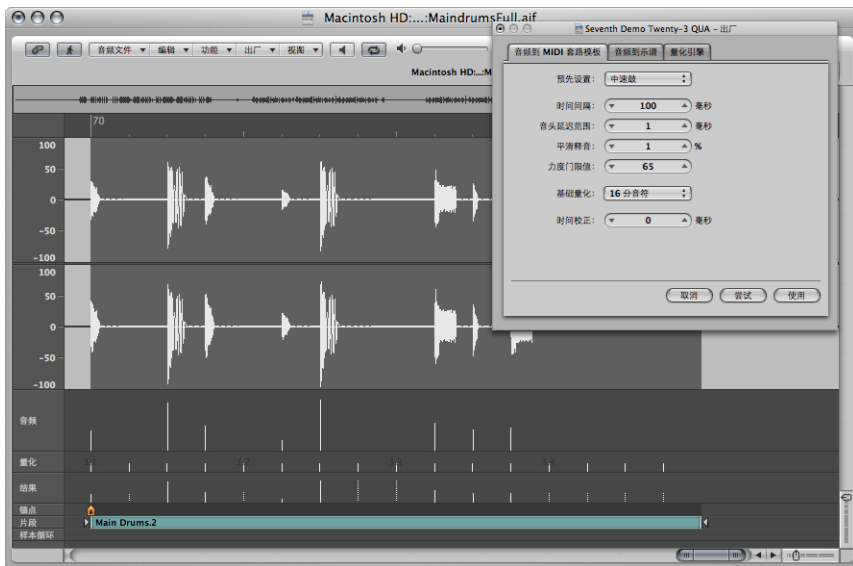 Macintosh HD:...:MaindrumsFull.aif
音频文件 编辑 功能 出厂 视图
Macintosh HD:...:M
70
100
50
0
-50
-100
100
50
0
-50
-100
音频
量化 1-2 1-3 1-4
结果
锚点
片段 Main Drums.2
样本循环
Seventh Demo Twenty-3 QUA - 出厂
音频到 MIDI 套路模板 音频到乐谱 量化引擎
预先设置: 中速鼓
时间间隔: 100 毫秒
音头延迟范围: 1 毫秒
平滑释音: 1 %
力度门限值: 65
基础量化: 16 分音符
时间校正: 0 毫秒
取消 尝试 使用